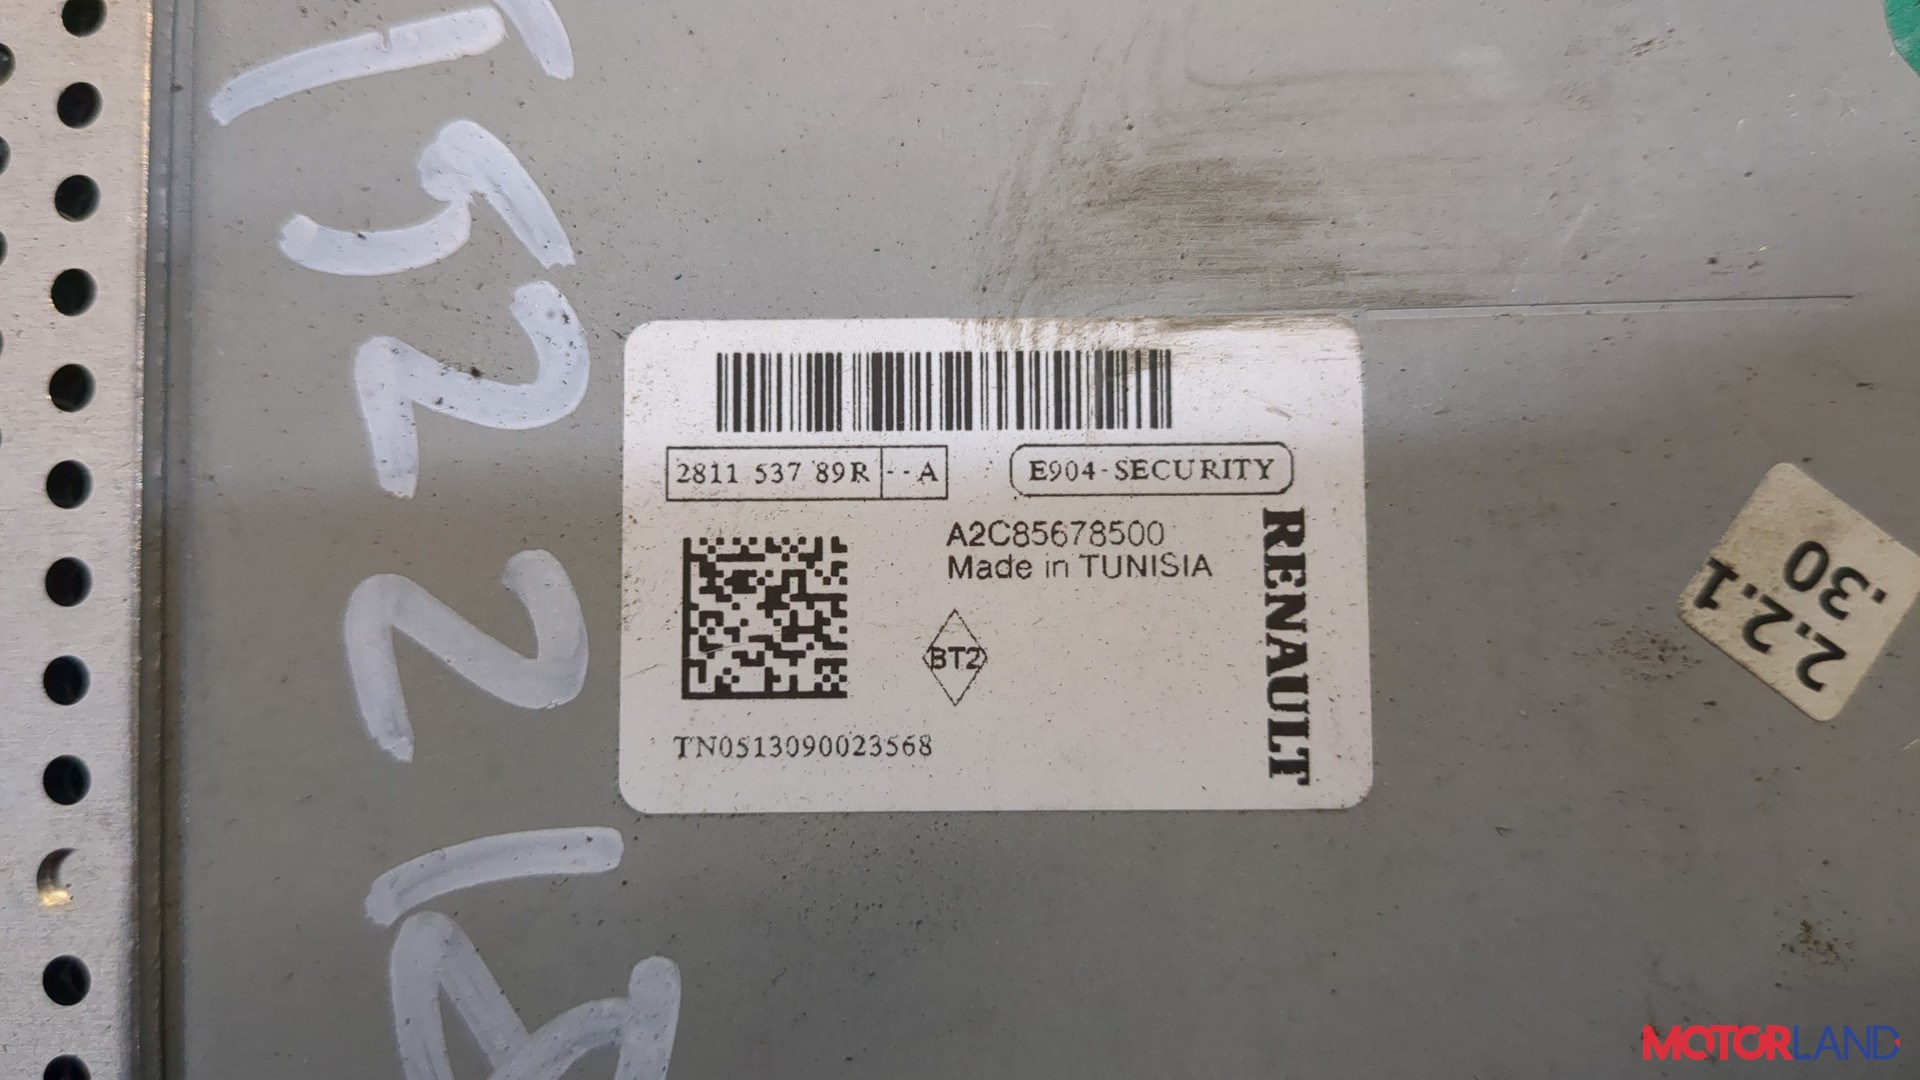 2811 537 89R --A
E904-SECURITY
A2C85678500
Made in TUNISIA
RENAULT
BT2
TN0513090023568
2.2.1
.30
MOTORLAND